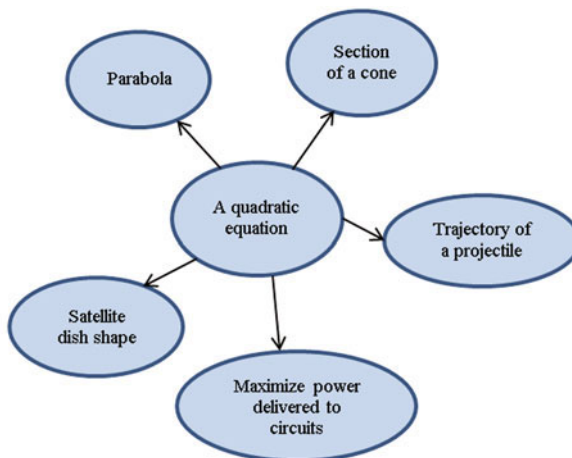 Section
of a cone
Parabola
A quadratic
equation
Trajectory of
a projectile
Satellite
dish shape
Maximize power
delivered to
circuits